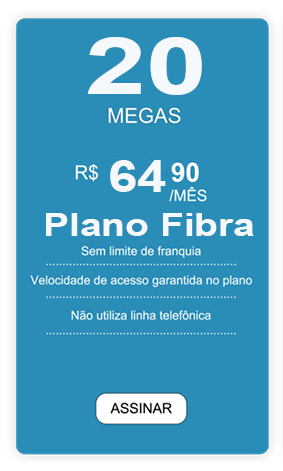 20
MEGAS
R$ 64 90
/MÊS
Plano Fibra
Sem limite de franquia
Velocidade de acesso garantida no plano
Não utiliza linha telefônica
ASSINAR